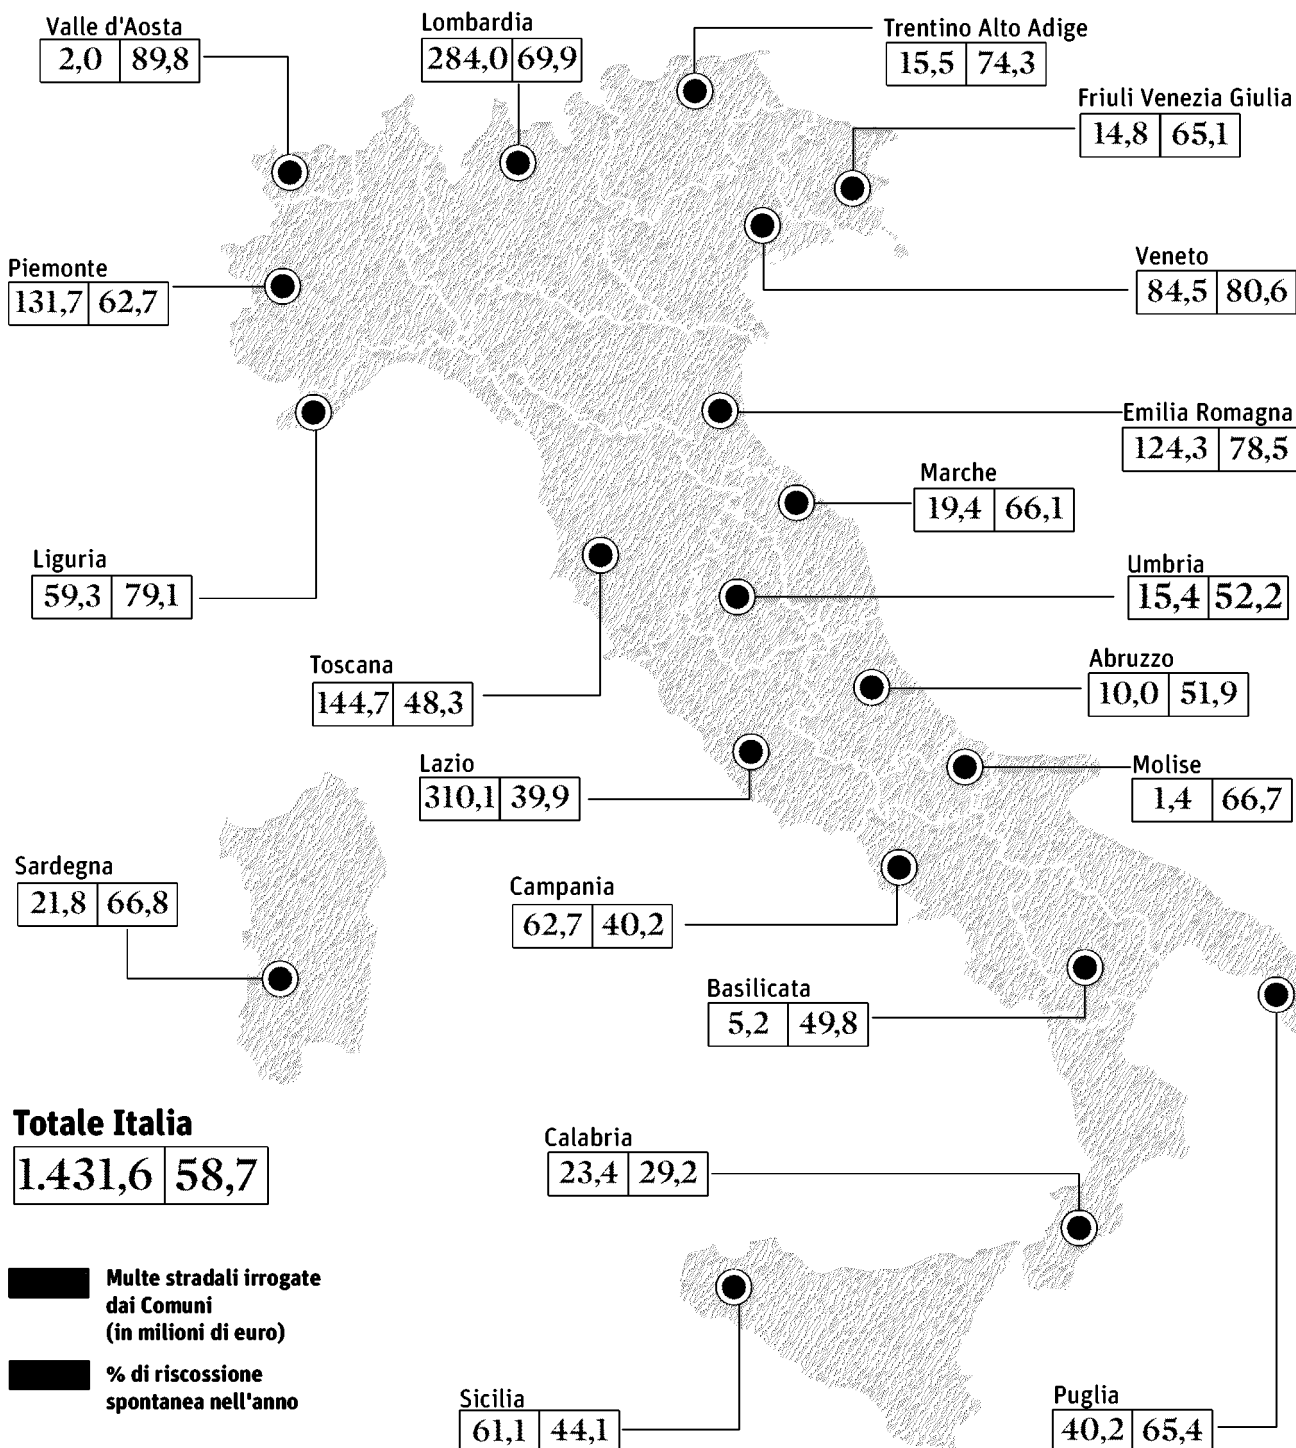 Valle d'Aosta
2,0 89,8
Lombardia
284,0 69,9
Trentino Alto Adige
15,5 74,3
Friuli Venezia Giulia
14,8 65,1
Piemonte
131,7 62,7
Veneto
84,5 80,6
Emilia Romagna
124,3 78,5
Marche
19,4 66,1
Liguria
59,3 79,1
Umbria
15,4 52,2
Toscana
144,7 48,3
Abruzzo
10,0 51,9
Lazio
310,1 39,9
Molise
1,4 66,7
Sardegna
21,8 66,8
Campania
62,7 40,2
Basilicata
5,2 49,8
Totale Italia
1.431,6 58,7
Calabria
23,4 29,2
Multe stradali irrogate
dai Comuni
(in milioni di euro)
% di riscossione
spontanea nell'anno
Sicilia
61,1 44,1
Puglia
40,2 65,4